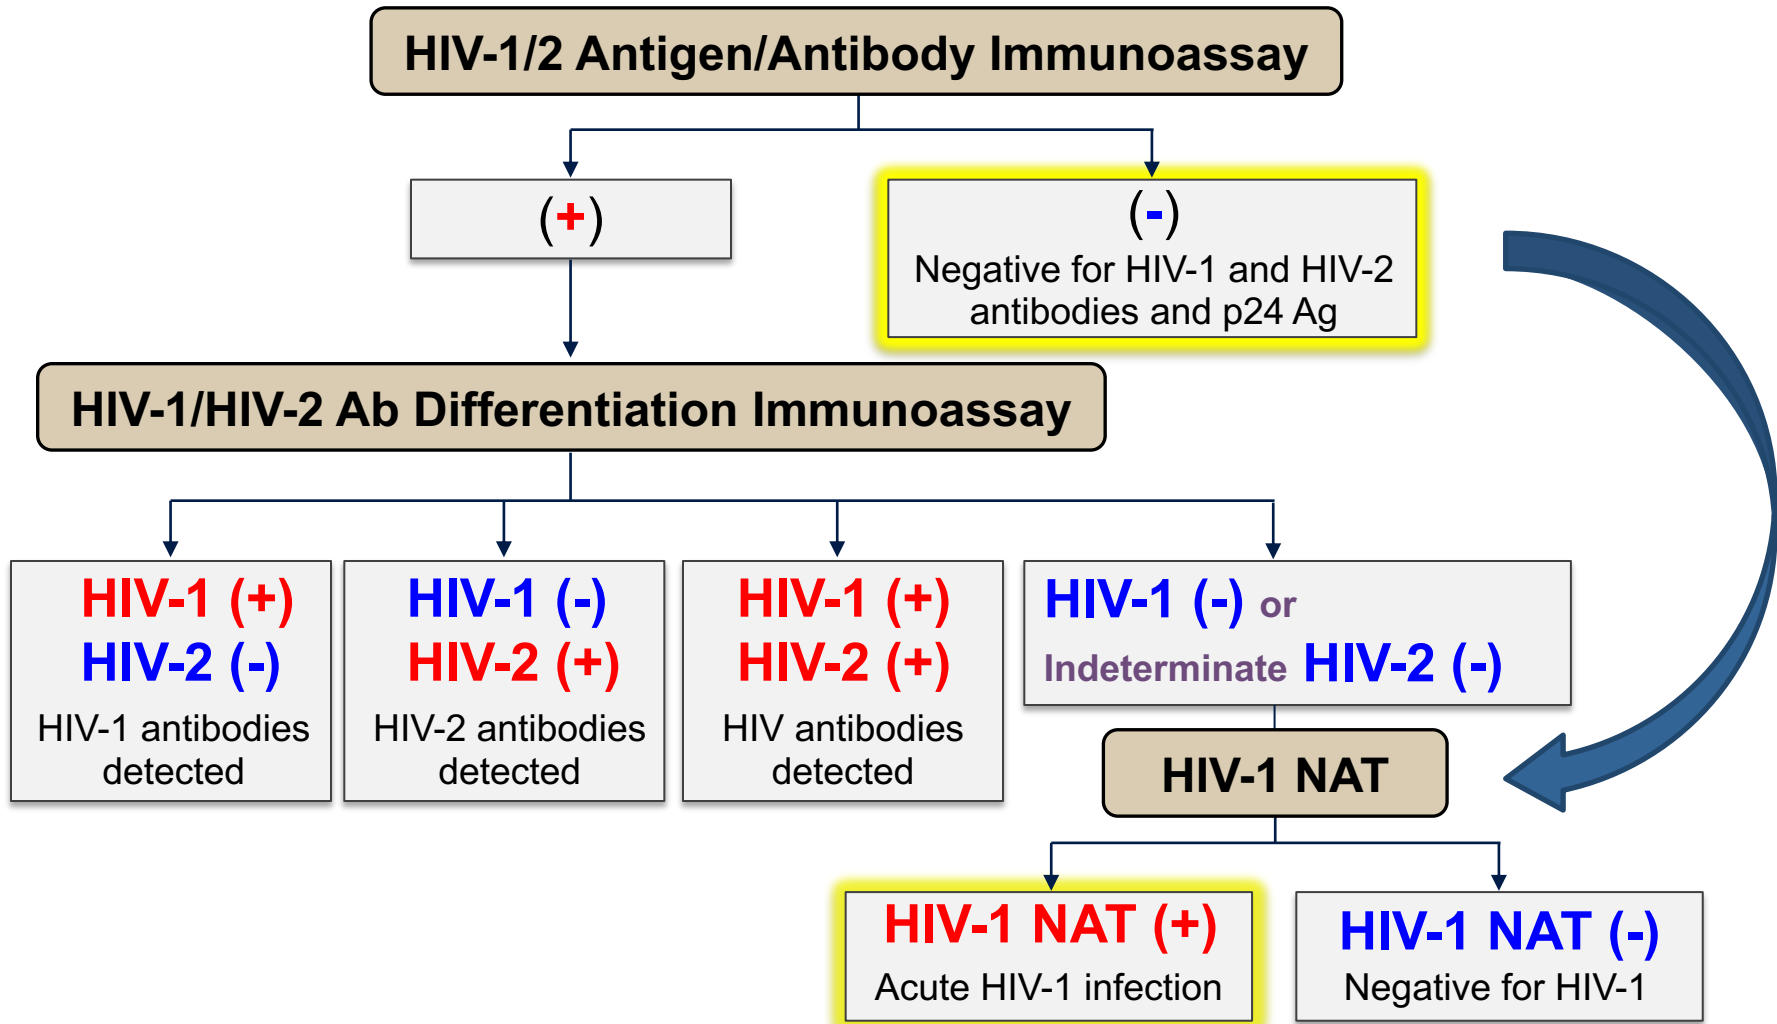 HIV-1/2 Antigen/Antibody Immunoassay
(+)
(-)
Negative for HIV-1 and HIV-2
antibodies and p24 Ag
HIV-1/HIV-2 Ab Differentiation Immunoassay
HIV-1 (+)
HIV-2 (-)
HIV-1 antibodies
detected
HIV-1 (-)
HIV-2 (+)
HIV-2 antibodies
detected
HIV-1 (+)
HIV-2 (+)
HIV antibodies
detected
HIV-1 (-) or
Indeterminate HIV-2 (-)
HIV-1 NAT
HIV-1 NAT (+)
Acute HIV-1 infection
HIV-1 NAT (-)
Negative for HIV-1